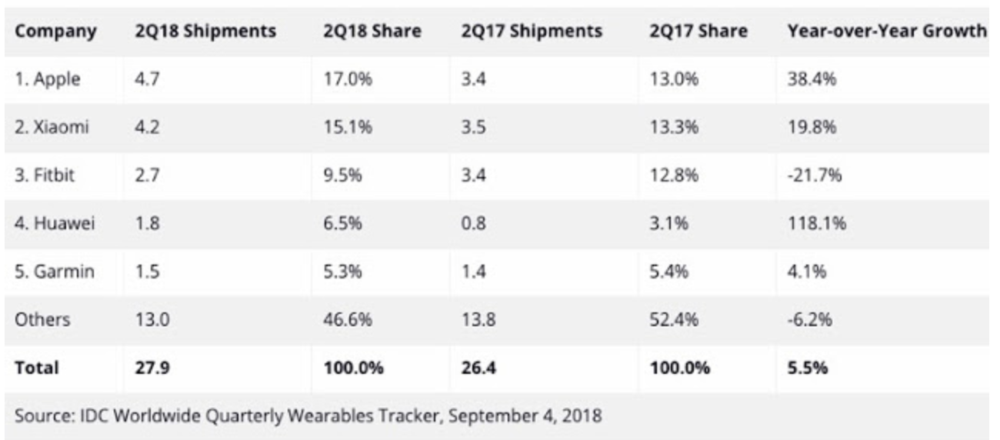 Company 2Q18 Shipments 2Q18 Share 2Q17 Shipments 2Q17 Share Year-over-Year Growth
1. Apple 4.7 17.0% 3.4 13.0% 38.4%
2. Xiaomi 4.2 15.1% 3.5 13.3% 19.8%
3. Fitbit 2.7 9.5% 3.4 12.8% -21.7%
4. Huawei 1.8 6.5% 0.8 3.1% 118.1%
5. Garmin 1.5 5.3% 1.4 5.4% 4.1%
Others 13.0 46.6% 13.8 52.4% -6.2%
Total 27.9 100.0% 26.4 100.0% 5.5%
Source: IDC Worldwide Quarterly Wearables Tracker, September 4, 2018